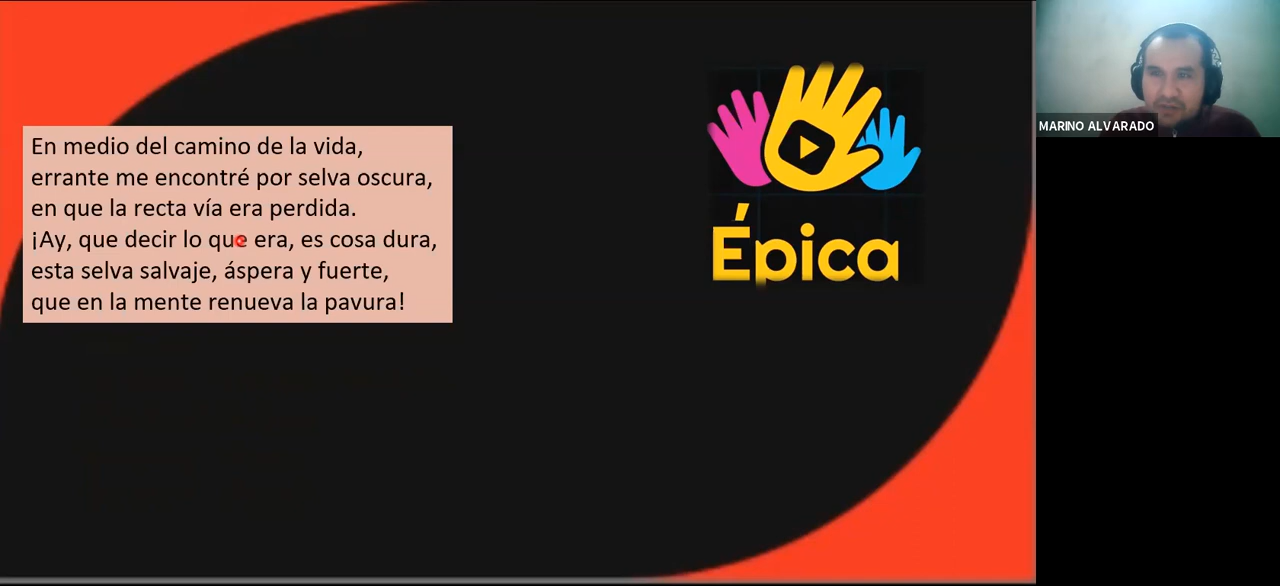 En medio del camino de la vida,
errante me encontré por selva oscura,
en que la recta vía era perdida.
¡Ay, que decir lo que era, es cosa dura,
esta selva salvaje, áspera y fuerte,
que en la mente renueva la pavura!
Épica
MARINO ALVARADO